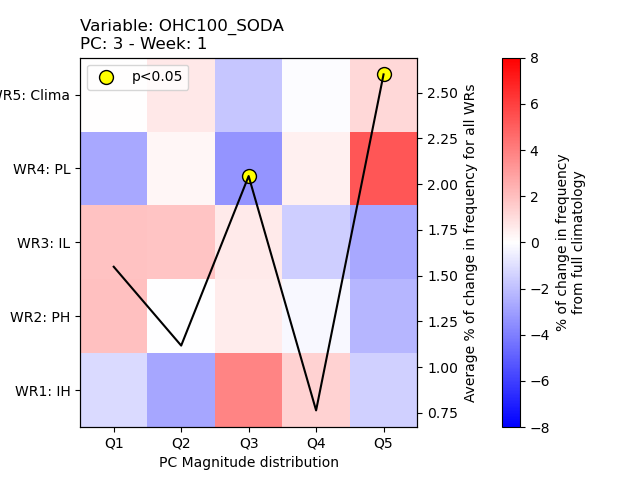 Variable: OHC100_SODA
PC: 3 - Week: 1
p<0.05
WR5: Clima
WR4: PL
WR3: IL
WR2: PH
WR1: IH
Q1 Q2 Q3 Q4 Q5
PC Magnitude distribution
2.50
2.25
2.00
1.75
1.50
1.25
1.00
0.75
Average % of change in frequency for all WRs
8
6
4
2
0
−2
−4
−6
−8
% of change in frequency
from full climatology